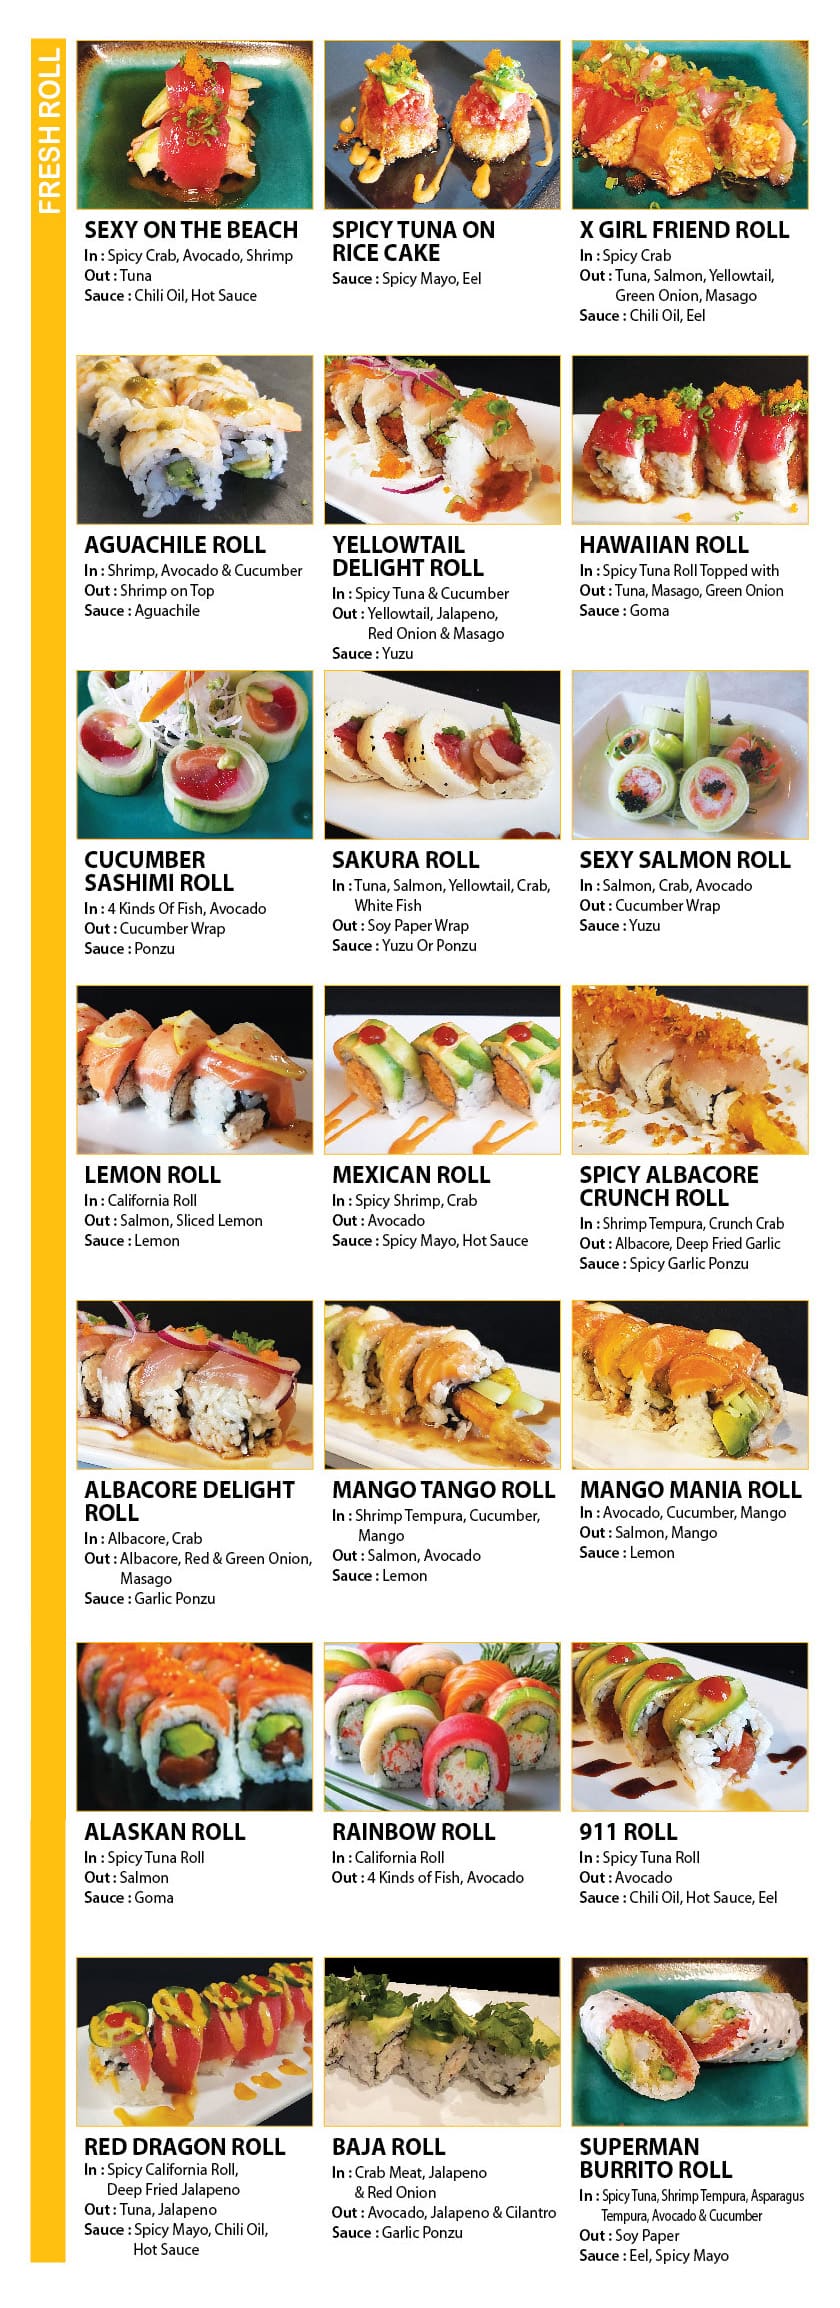 FRESH ROLL
SEXY ON THE BEACH
In : Spicy Crab, Avocado, Shrimp
Out : Tuna
Sauce : Chili Oil, Hot Sauce
SPICY TUNA ON
RICE CAKE
Sauce : Spicy Mayo, Eel
X GIRL FRIEND ROLL
In : Spicy Crab
Out : Tuna, Salmon, Yellowtail,
Green Onion, Masago
Sauce : Chili Oil, Eel
AGUACHILE ROLL
In : Shrimp, Avocado & Cucumber
Out : Shrimp on Top
Sauce : Aguachile
YELLOWTAIL
DELIGHT ROLL
In : Spicy Tuna & Cucumber
Out : Yellowtail, Jalapeno,
Red Onion & Masago
Sauce : Yuzu
HAWAIIAN ROLL
In : Spicy Tuna Roll Topped with
Out : Tuna, Masago, Green Onion
Sauce : Goma
CUCUMBER
SASHIMI ROLL
In : 4 Kinds Of Fish, Avocado
Out : Cucumber Wrap
Sauce : Ponzu
SAKURA ROLL
In : Tuna, Salmon, Yellowtail, Crab,
White Fish
Out : Soy Paper Wrap
Sauce : Yuzu Or Ponzu
SEXY SALMON ROLL
In : Salmon, Crab, Avocado
Out : Cucumber Wrap
Sauce : Yuzu
LEMON ROLL
In : California Roll
Out : Salmon, Sliced Lemon
Sauce : Lemon
MEXICAN ROLL
In : Spicy Shrimp, Crab
Out : Avocado
Sauce : Spicy Mayo, Hot Sauce
SPICY ALBACORE
CRUNCH ROLL
In : Shrimp Tempura, Crunch Crab
Out : Albacore, Deep Fried Garlic
Sauce : Spicy Garlic Ponzu
ALBACORE DELIGHT
ROLL
In : Albacore, Crab
Out : Albacore, Red & Green Onion,
Masago
Sauce : Garlic Ponzu
MANGO TANGO ROLL
In : Shrimp Tempura, Cucumber,
Mango
Out : Salmon, Avocado
Sauce : Lemon
MANGO MANIA ROLL
In : Avocado, Cucumber, Mango
Out : Salmon, Mango
Sauce : Lemon
ALASKAN ROLL
In : Spicy Tuna Roll
Out : Salmon
Sauce : Goma
RAINBOW ROLL
In : California Roll
Out : 4 Kinds of Fish, Avocado
911 ROLL
In : Spicy Tuna Roll
Out : Avocado
Sauce : Chili Oil, Hot Sauce, Eel
RED DRAGON ROLL
In : Spicy California Roll,
Deep Fried Jalapeno
Out : Tuna, Jalapeno
Sauce : Spicy Mayo, Chili Oil,
Hot Sauce
BAJA ROLL
In : Crab Meat, Jalapeno
& Red Onion
Out : Avocado, Jalapeno & Cilantro
Sauce : Garlic Ponzu
SUPERMAN
BURRITO ROLL
In : Spicy Tuna, Shrimp Tempura, Asparagus
Tempura, Avocado & Cucumber
Out : Soy Paper
Sauce : Eel, Spicy Mayo